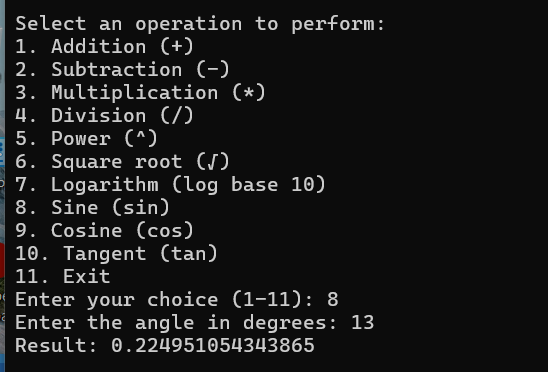 Select an operation to perform:
1. Addition (+)
2. Subtraction (-)
3. Multiplication (*)
4. Division (/)
5. Power (^)
6. Square root (√)
7. Logarithm (log base 10)
8. Sine (sin)
9. Cosine (cos)
10. Tangent (tan)
11. Exit
Enter your choice (1-11): 8
Enter the angle in degrees: 13
Result: 0.224951054343865